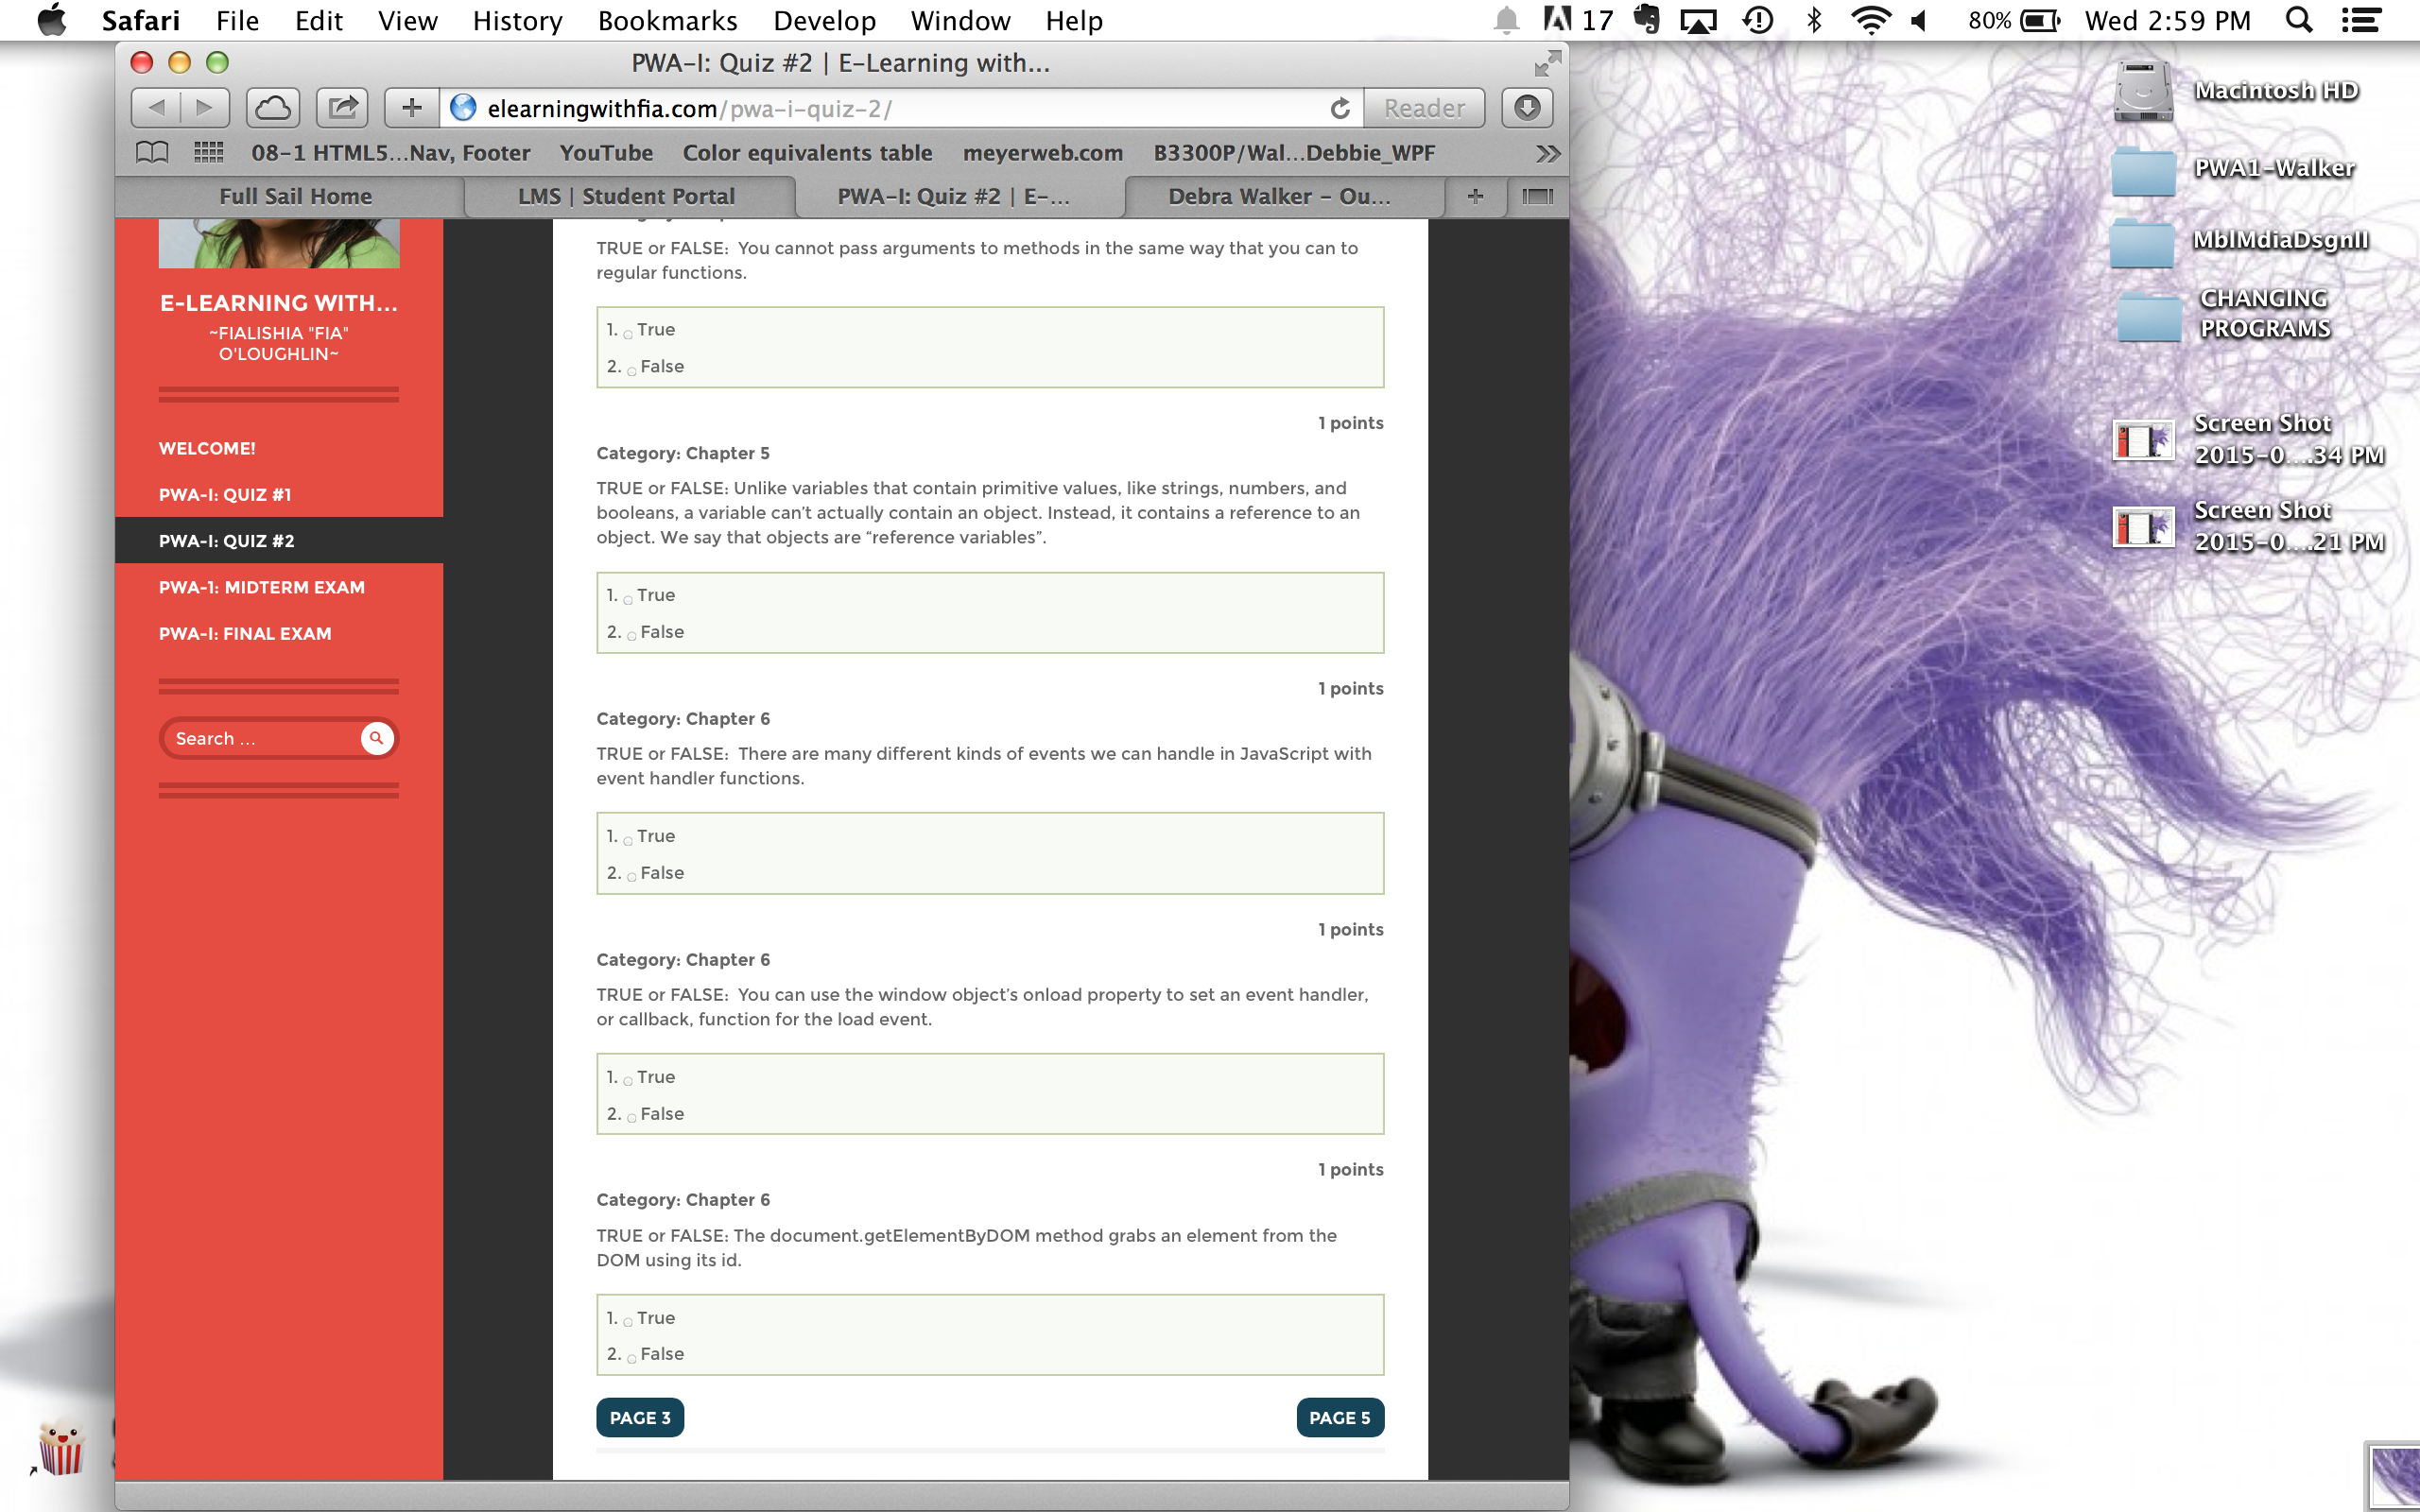 Safari File Edit View History Bookmarks Develop Window Help 17 80% Wed 2:59 PM
PWA-I: Quiz #2 | E-Learning with...
elearningwithfia.com/pwa-i-quiz-2/ Reader
08-1 HTML5...Nav, Footer YouTube Color equivalents table meyerweb.com B3300P/Wal...Debbie_WPF
Full Sail Home LMS | Student Portal PWA-I: Quiz #2 | E-... Debra Walker - Ou...
E-LEARNING WITH...
~FIALISHIA "FIA"
O'LOUGHLIN~
WELCOME!
PWA-I: QUIZ #1
PWA-I: QUIZ #2
PWA-1: MIDTERM EXAM
PWA-I: FINAL EXAM
Search ...
TRUE or FALSE: You cannot pass arguments to methods in the same way that you can to
regular functions.
1. True
2. False
1 points
Category: Chapter 5
TRUE or FALSE: Unlike variables that contain primitive values, like strings, numbers, and
booleans, a variable can’t actually contain an object. Instead, it contains a reference to an
object. We say that objects are “reference variables”.
1. True
2. False
1 points
Category: Chapter 6
TRUE or FALSE: There are many different kinds of events we can handle in JavaScript with
event handler functions.
1. True
2. False
1 points
Category: Chapter 6
TRUE or FALSE: You can use the window object’s onload property to set an event handler,
or callback, function for the load event.
1. True
2. False
1 points
Category: Chapter 6
TRUE or FALSE: The document.getElementByDOM method grabs an element from the
DOM using its id.
1. True
2. False
PAGE 3 PAGE 5
Macintosh HD
PWA1-Walker
MblMdiaDsgnII
CHANGING
PROGRAMS
Screen Shot
2015-0....34 PM
Screen Shot
2015-0....21 PM